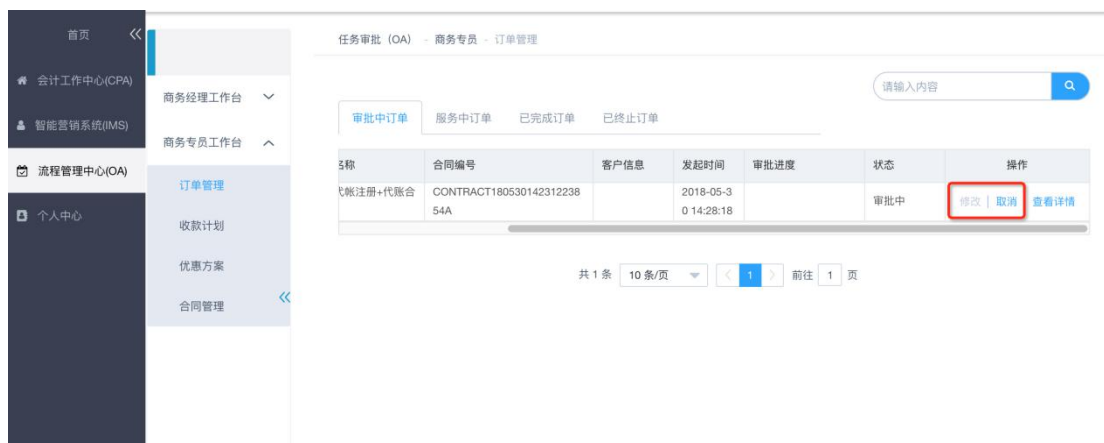 首页
会计工作中心(CPA)
智能营销系统(IMS)
流程管理中心(OA)
个人中心
商务经理工作台
商务专员工作台
订单管理
收款计划
优惠方案
合同管理
任务审批（OA） - 商务专员 - 订单管理
请输入内容
审批中订单 服务中订单 已完成订单 已终止订单
名称 合同编号 客户信息 发起时间 审批进度 状态 操作
代帐注册+代账合 CONTRACT180530142312238 2018-05-3 审批中 修改 | 取消 查看详情
54A 0 14:28:18
共 1 条 10 条/页 1 前往 1 页